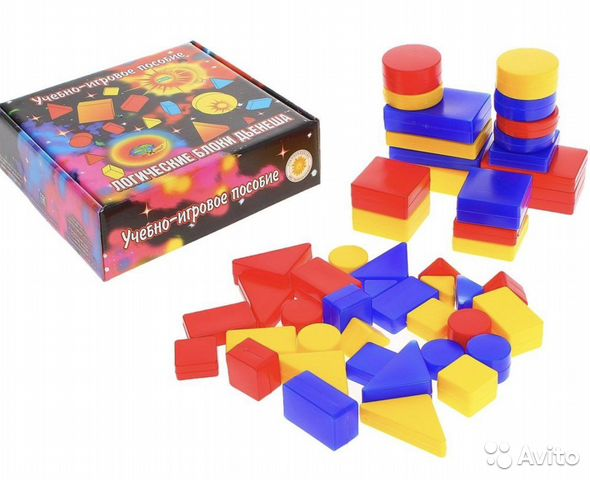 Учебно-игровое пособие
ЛОГИЧЕСКИЕ БЛОКИ ДЬЕНЕША
Учебно-игровое пособие
Avito